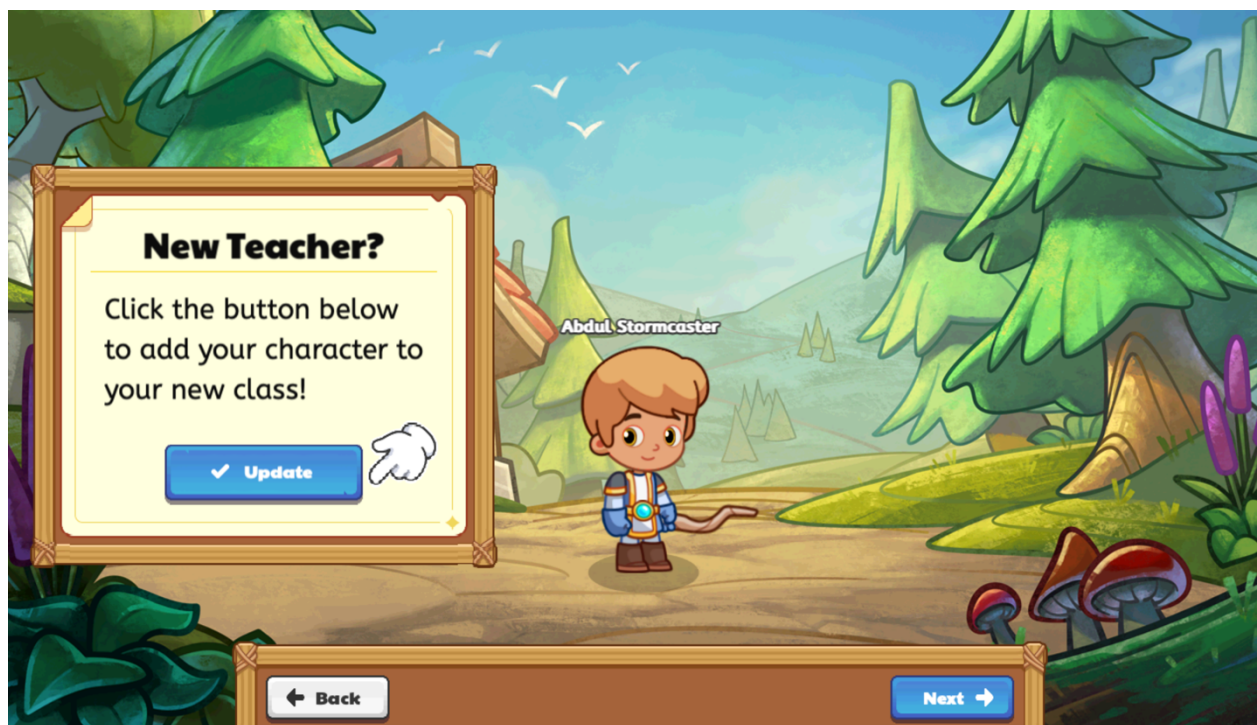 New Teacher?
Click the button below
to add your character to
your new class!
Update
Abdul Stormcaster
Back
Next